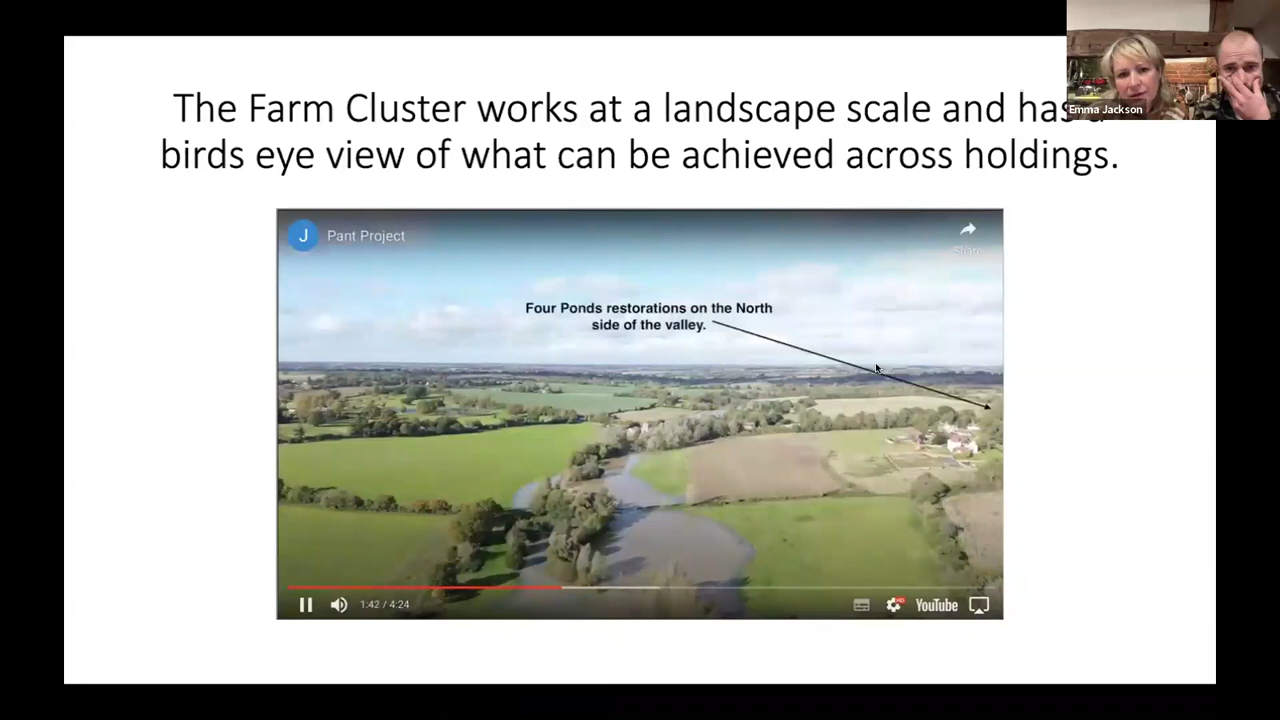 The Farm Cluster works at a landscape scale and has a
birds eye view of what can be achieved across holdings.
Emma Jackson
J Pant Project
Share
Four Ponds restorations on the North
side of the valley.
1:42 / 4:24
HD
YouTube